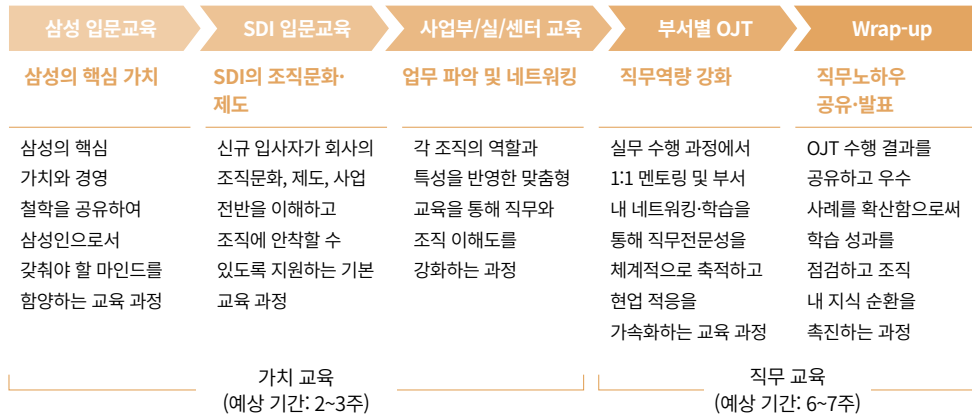 삼성 입문교육
SDI 입문교육
사업부/실/센터 교육
부서별 OJT
Wrap-up
삼성의 핵심 가치
SDI의 조직문화·
제도
업무 파악 및 네트워킹
직무역량 강화
직무노하우
공유·발표
삼성의 핵심
가치와 경영
철학을 공유하여
삼성인으로서
갖춰야 할 마인드를
함양하는 교육 과정
신규 입사자가 회사의
조직문화, 제도, 사업
전반을 이해하고
조직에 안착할 수
있도록 지원하는 기본
교육 과정
각 조직의 역할과
특성을 반영한 맞춤형
교육을 통해 직무와
조직 이해도를
강화하는 과정
실무 수행 과정에서
1:1 멘토링 및 부서
내 네트워킹·학습을
통해 직무전문성을
체계적으로 축적하고
현업 적응을
가속화하는 교육 과정
OJT 수행 결과를
공유하고 우수
사례를 확산함으로써
학습 성과를
점검하고 조직
내 지식 순환을
촉진하는 과정
가치 교육
(예상 기간: 2~3주)
직무 교육
(예상 기간: 6~7주)